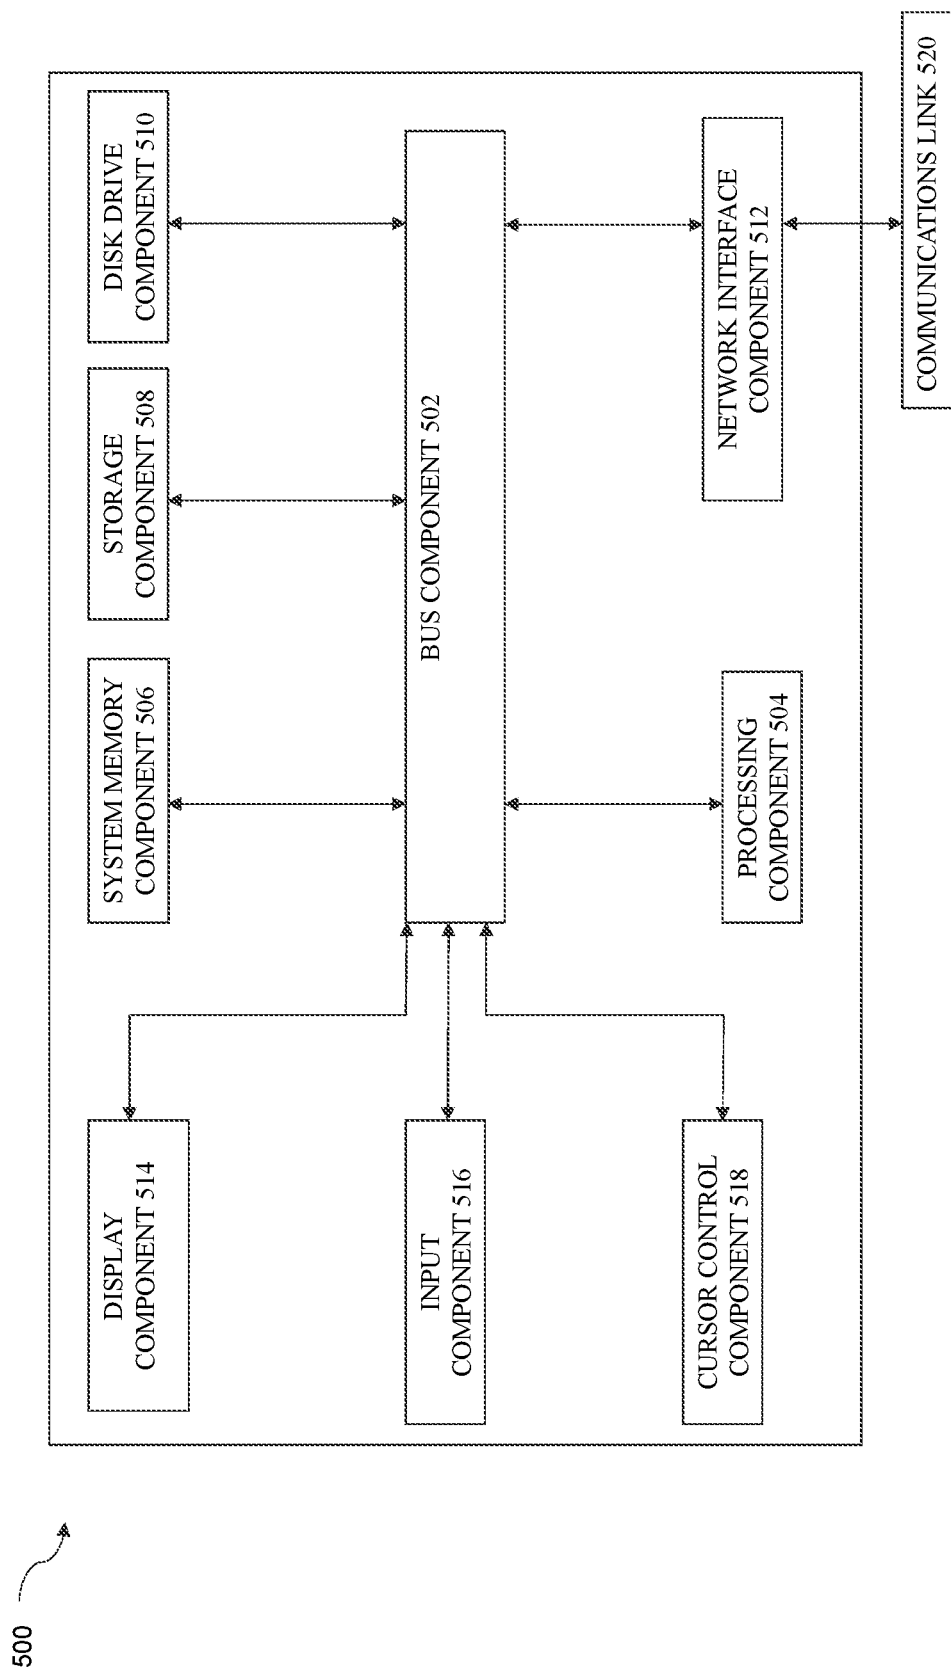 500
DISPLAY
COMPONENT 514
SYSTEM MEMORY
COMPONENT 506
STORAGE
COMPONENT 508
DISK DRIVE
COMPONENT 510
INPUT
COMPONENT 516
BUS COMPONENT 502
CURSOR CONTROL
COMPONENT 518
PROCESSING
COMPONENT 504
NETWORK INTERFACE
COMPONENT 512
COMMUNICATIONS LINK 520